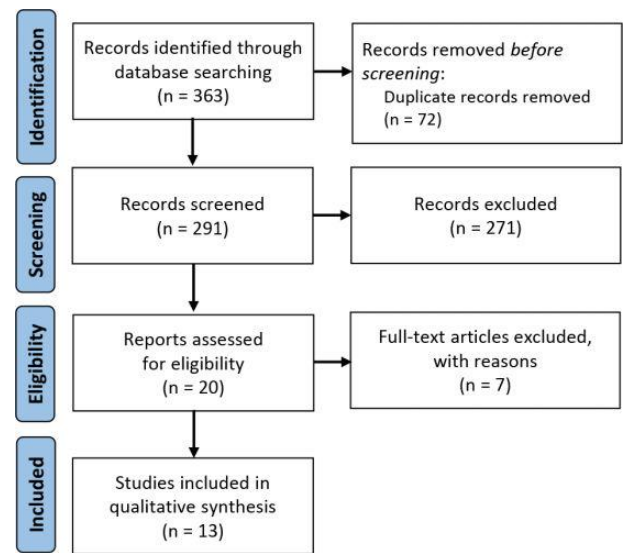 Identification
Records identified through
database searching
(n = 363)
Records removed before
screening:
Duplicate records removed
(n = 72)
Screening
Records screened
(n = 291)
Records excluded
(n = 271)
Eligibility
Reports assessed
for eligibility
(n = 20)
Full-text articles excluded,
with reasons
(n = 7)
Included
Studies included in
qualitative synthesis
(n = 13)